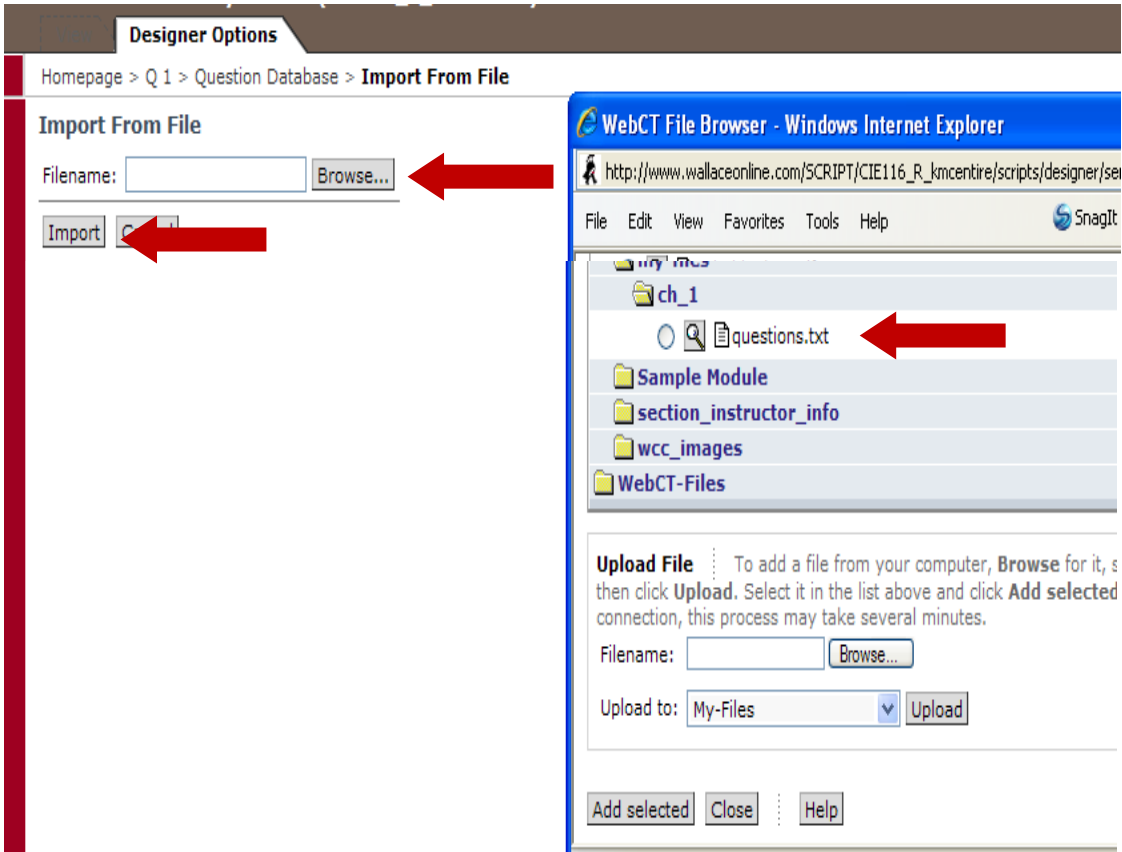 View
Designer Options
Homepage > Q 1 > Question Database > Import From File
Import From File
Filename:
Browse...
Import
WebCT File Browser - Windows Internet Explorer
http://www.wallaceonline.com/SCRIPT/CIE116_R_kmcentire/scripts/designer/ser
File Edit View Favorites Tools Help
SnagIt
ch_1
questions.txt
Sample Module
section_instructor_info
wcc_images
WebCT-Files
Upload File To add a file from your computer, Browse for it, s
then click Upload. Select it in the list above and click Add selected
connection, this process may take several minutes.
Filename:
Browse...
Upload to: My-Files Upload
Add selected Close Help